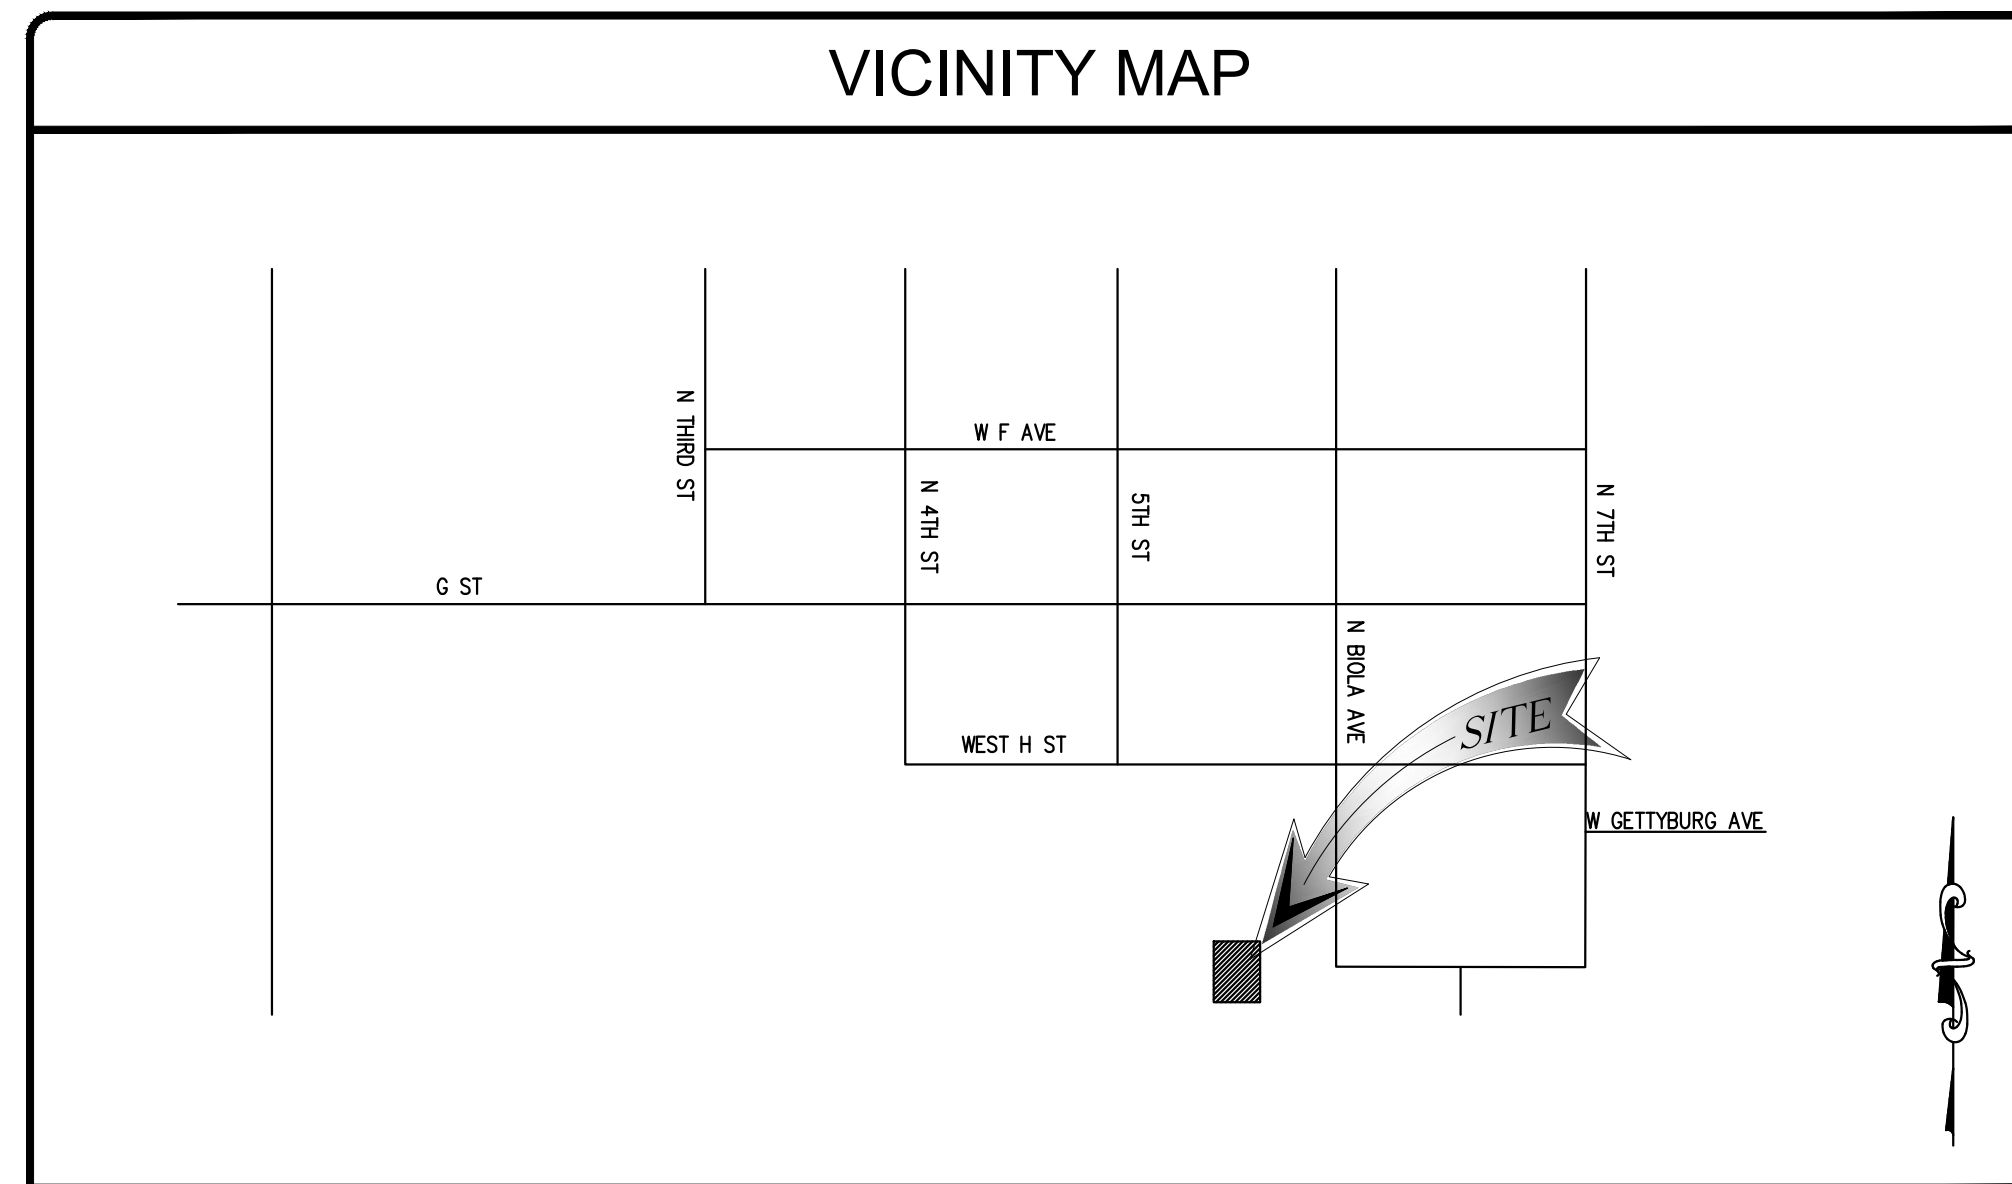 VICINITY MAP
N THIRD ST
W F AVE
N 4TH ST
5TH ST
N 7TH ST
G ST
N BIOLA AVE
SITE
WEST H ST
W GETTYBURG AVE